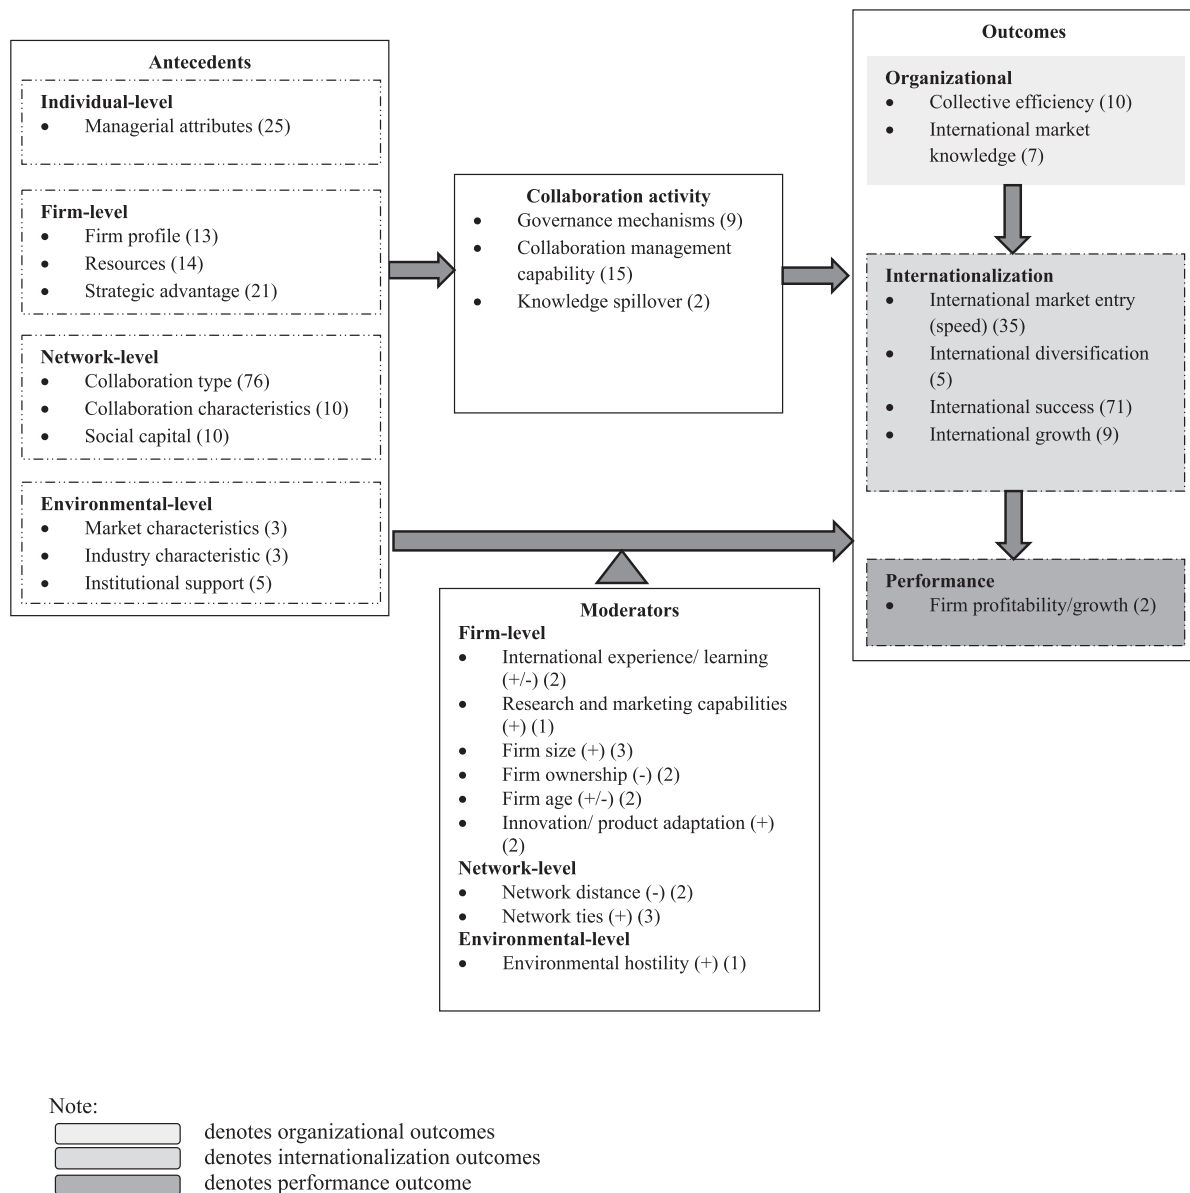 Antecedents
Individual-level
• Managerial attributes (25)
Firm-level
• Firm profile (13)
• Resources (14)
• Strategic advantage (21)
Network-level
• Collaboration type (76)
• Collaboration characteristics (10)
• Social capital (10)
Environmental-level
• Market characteristics (3)
• Industry characteristic (3)
• Institutional support (5)
Collaboration activity
• Governance mechanisms (9)
• Collaboration management
capability (15)
• Knowledge spillover (2)
Outcomes
Organizational
• Collective efficiency (10)
• International market
knowledge (7)
Internationalization
• International market entry
(speed) (35)
• International diversification
(5)
• International success (71)
• International growth (9)
Performance
• Firm profitability/growth (2)
Moderators
Firm-level
• International experience/ learning
(+/-) (2)
• Research and marketing capabilities
(+) (1)
• Firm size (+) (3)
• Firm ownership (-) (2)
• Firm age (+/-) (2)
• Innovation/ product adaptation (+)
(2)
Network-level
• Network distance (-) (2)
• Network ties (+) (3)
Environmental-level
• Environmental hostility (+) (1)
Note:
denotes organizational outcomes
denotes internationalization outcomes
denotes performance outcome